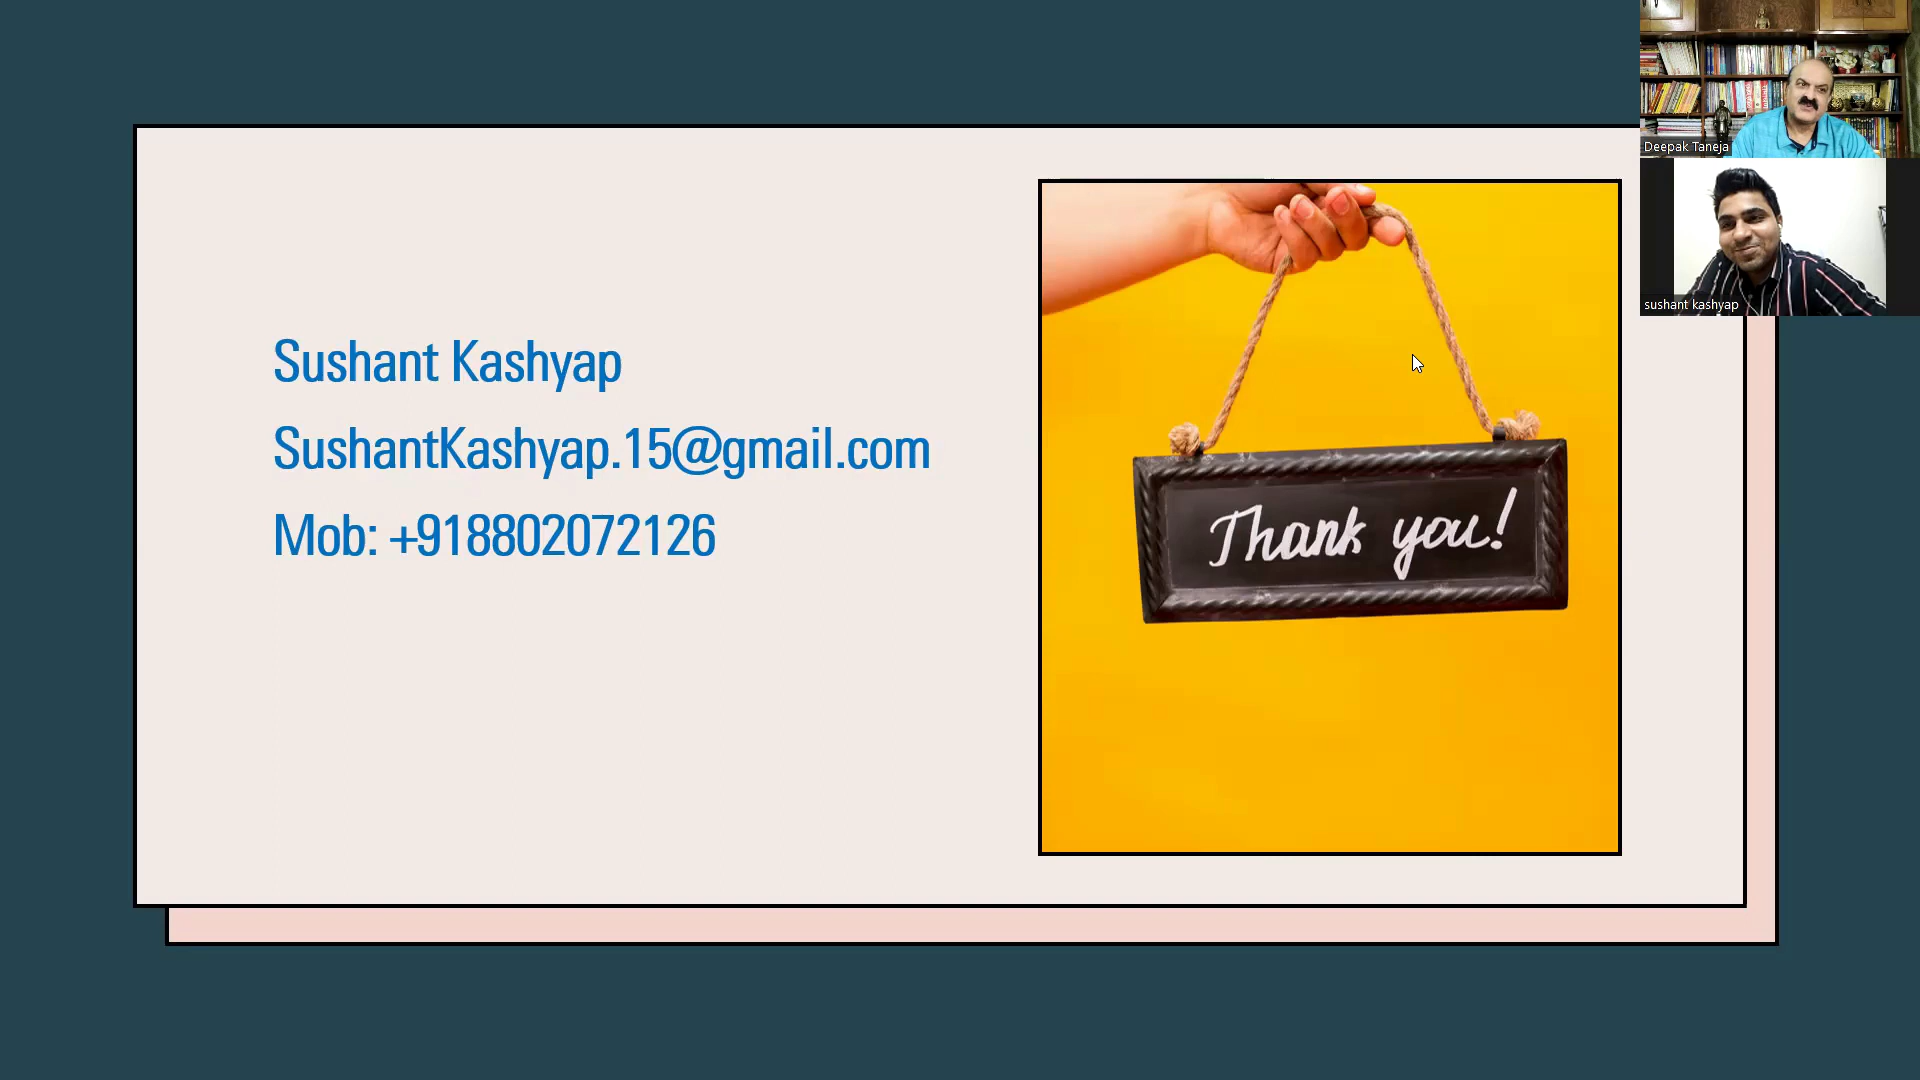 Sushant Kashyap
SushantKashyap.15@gmail.com
Mob: +918802072126
Thank you!
Deepak Taneja
sushant kashyap